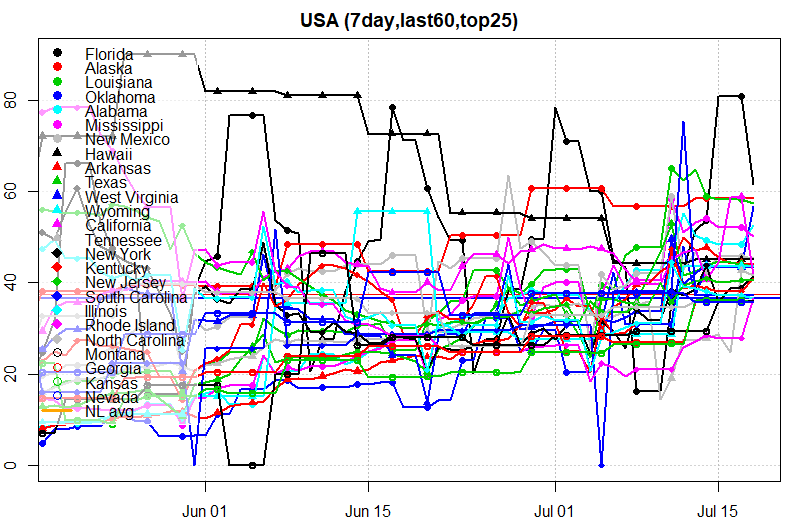 USA (7day,last60,top25)
80
60
40
20
0
Florida
Alaska
Louisiana
Oklahoma
Alabama
Mississippi
New Mexico
Hawaii
Arkansas
Texas
West Virginia
Wyoming
California
Tennessee
New York
Kentucky
New Jersey
South Carolina
Illinois
Rhode Island
North Carolina
Montana
Georgia
Kansas
Nevada
NL avg
Jun 01
Jun 15
Jul 01
Jul 15